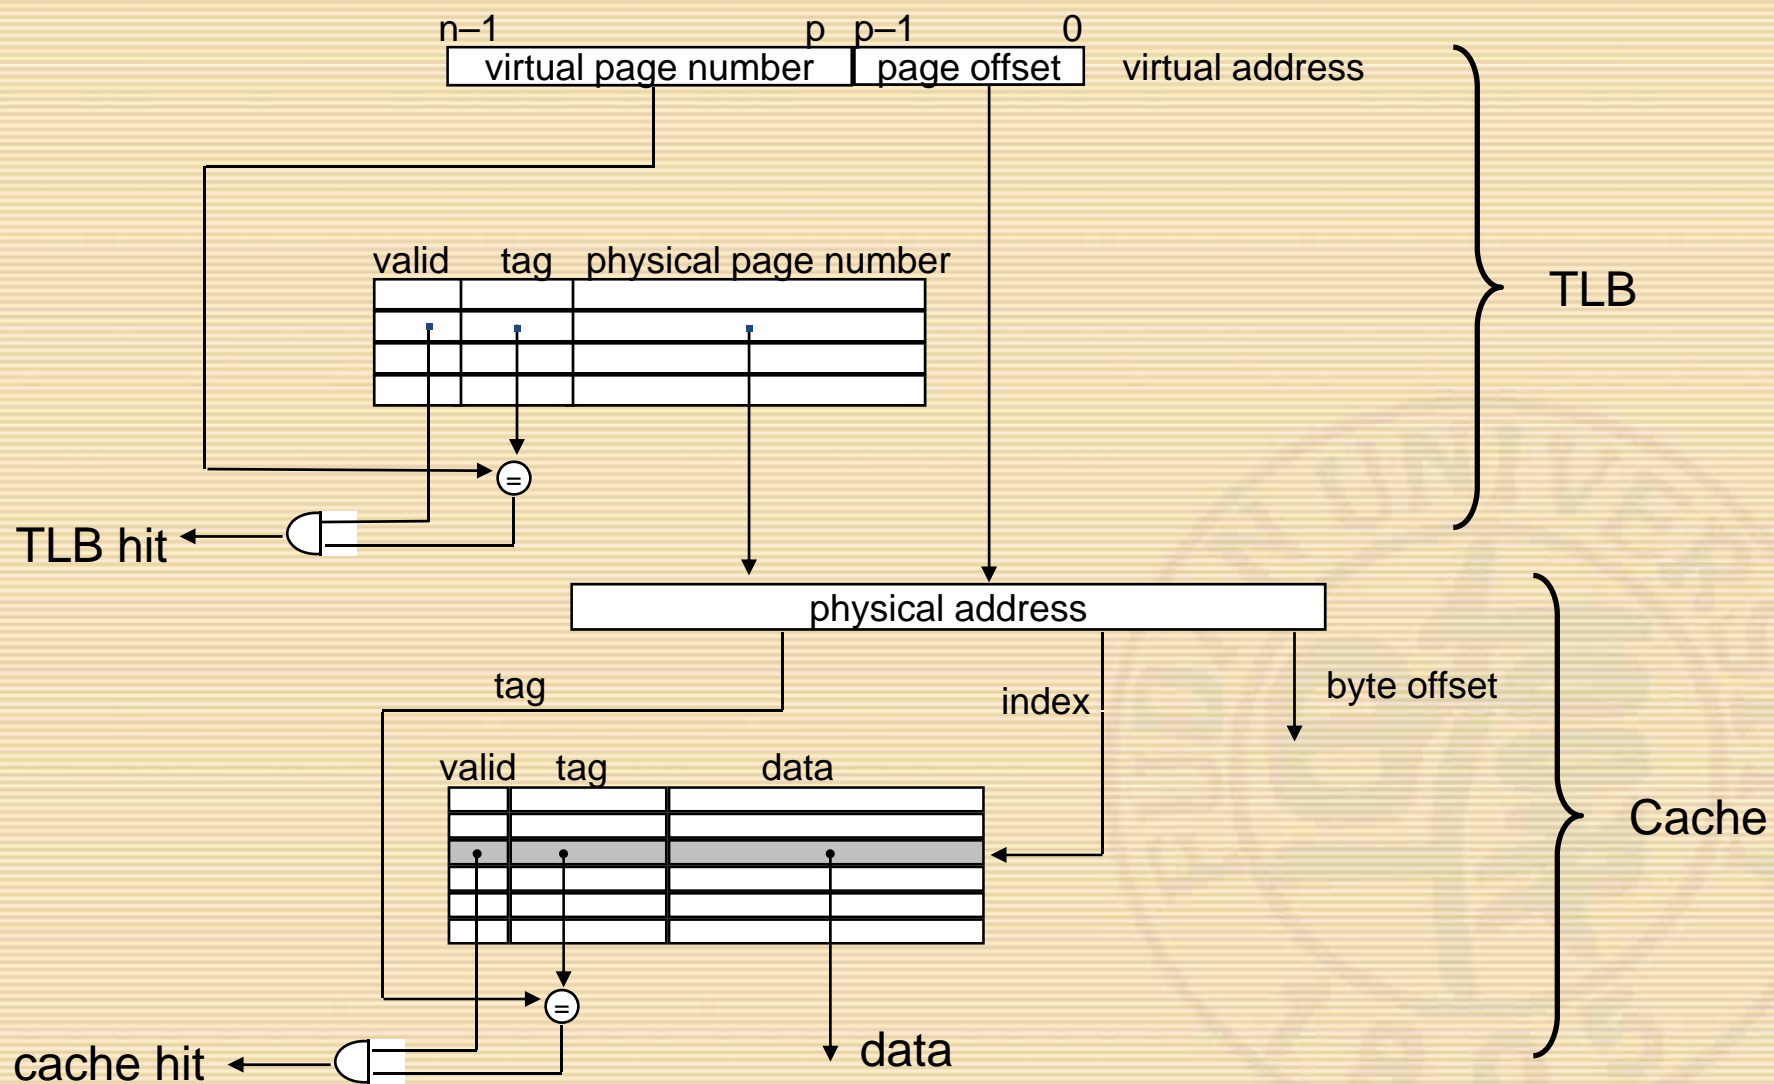 n–1 p p–1 0
virtual page number page offset virtual address
valid tag physical page number
TLB
=
TLB hit
physical address
tag index byte offset
valid tag data
Cache
=
data
cache hit